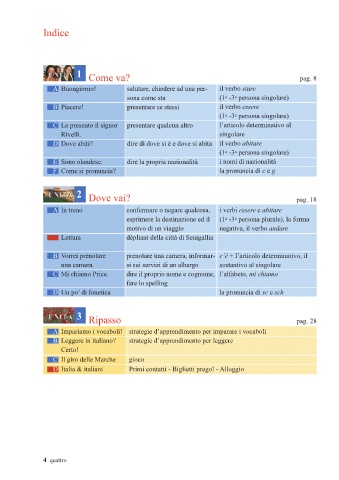 Indice
1 Come va? pag. 8
A Buongiorno! salutare, chiedere ad una per- il verbo stare
sona come sta (1ª -3ª persona singolare)
B Piacere! presentare se stessi il verbo essere
(1ª -3ª persona singolare)
C Le presento il signor presentare qualcun altro l'articolo determinativo al
Rivelli. singolare
D Dove abiti? dire di dove si è e dove si abita il verbo abitare
(1ª -3ª persona singolare)
E Sono olandese. dire la propria nazionalità i nomi di nazionalità
F Come si pronuncia? la pronuncia di c e g
UNITÀ 2 Dove vai? pag. 18
A In treno confermare o negare qualcosa, i verbi essere e abitare
esprimere la destinazione ed il (1ª -3ª persona plurale), la forma
motivo di un viaggio negativa, il verbo andare
Lettura dépliant della città di Senigallia
B Vorrei prenotare prenotare una camera, informar- c'è + l'articolo determinativo, il
una camera. si sui servizi di un albergo sostantivo al singolare
C Mi chiamo Price. dire il proprio nome e cognome, l'alfabeto, mi chiamo
fare lo spelling
D Un po' di fonetica la pronuncia di sc e sch
UNITÀ 3 Ripasso pag. 28
A Impariamo i vocaboli! strategie d'apprendimento per imparare i vocaboli
B Leggere in italiano? strategie d'apprendimento per leggere
Certo!
C Il giro delle Marche gioco
D Italia & italiani Primi contatti - Biglietti prego! - Alloggio
4 quattro